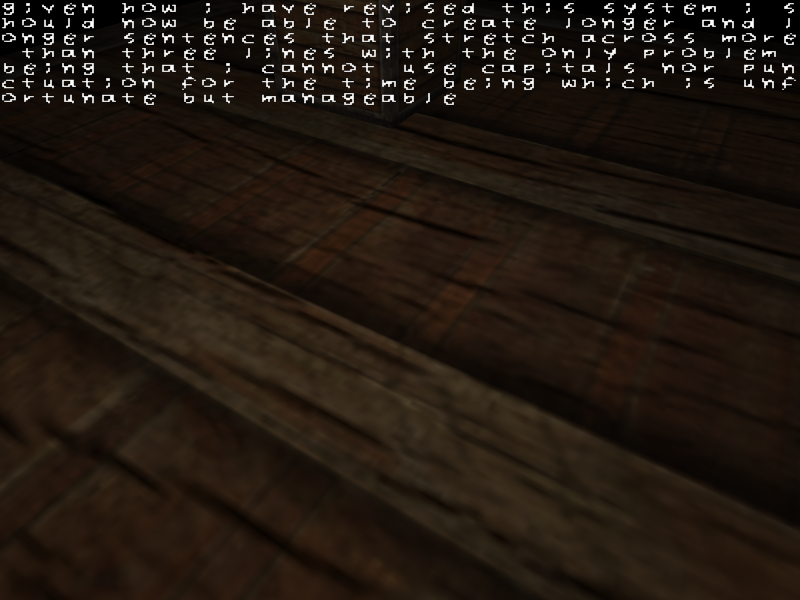 given how i have revised this system i s
hould now be able to create longer and l
onger sentences that stretch across more
than three lines with the only problem
being that i cannot use capitals nor pun
ctuation for the time being which is unf
ortunate but manageable